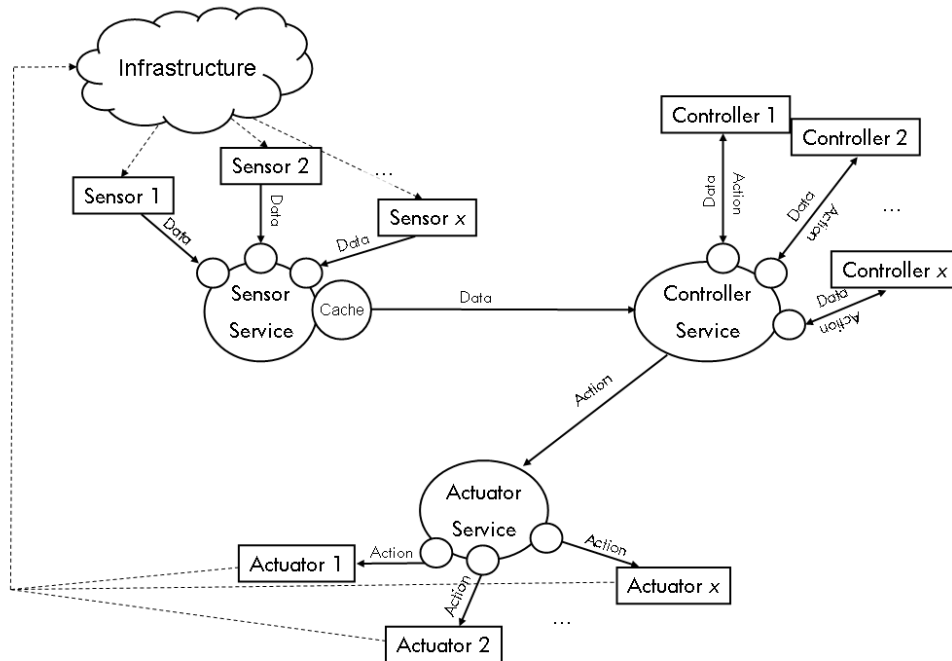 Infrastructure
Controller 1
Controller 2
Sensor 2
...
Sensor 1
Sensor x
Data
Data
Data
Data
Action
Data
Action
...
Controller x
Sensor
Service
Cache
Data
Controller
Service
Data
Action
Action
Actuator
Service
Actuator 1
Action
Action
Action
Actuator x
Actuator 2
...